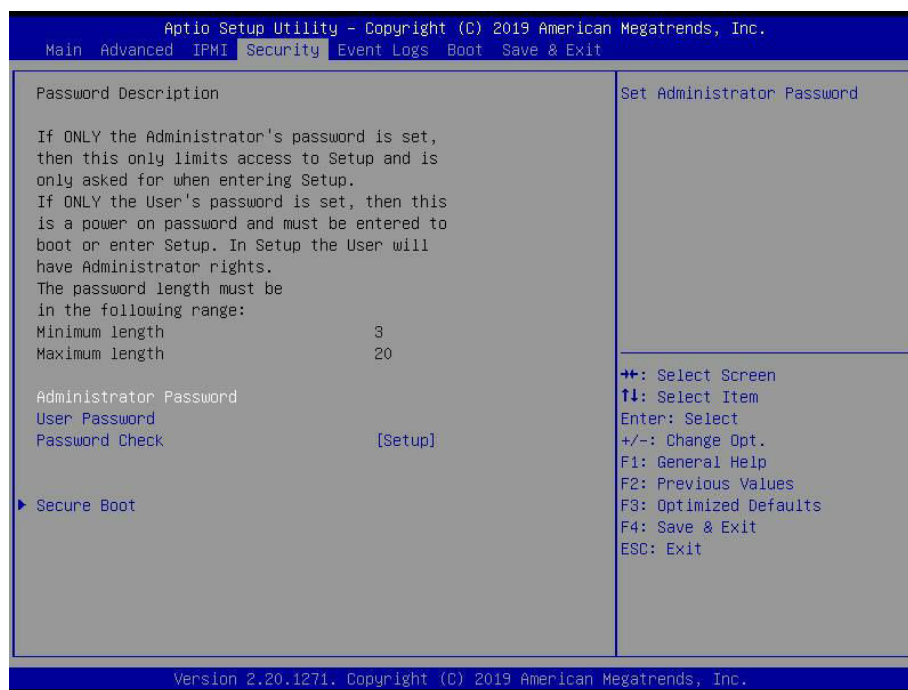 Aptio Setup Utility – Copyright (C) 2019 American Megatrends, Inc.
Main Advanced IPMI Security Event Logs Boot Save & Exit
Password Description
If ONLY the Administrator's password is set,
then this only limits access to Setup and is
only asked for when entering Setup.
If ONLY the User's password is set, then this
is a power on password and must be entered to
boot or enter Setup. In Setup the User will
have Administrator rights.
The password length must be
in the following range:
Minimum length 3
Maximum length 20
Administrator Password
User Password
Password Check [Setup]
Secure Boot
Set Administrator Password
→←: Select Screen
↑↓: Select Item
Enter: Select
+/-: Change Opt.
F1: General Help
F2: Previous Values
F3: Optimized Defaults
F4: Save & Exit
ESC: Exit
Version 2.20.1271. Copyright (C) 2019 American Megatrends, Inc.